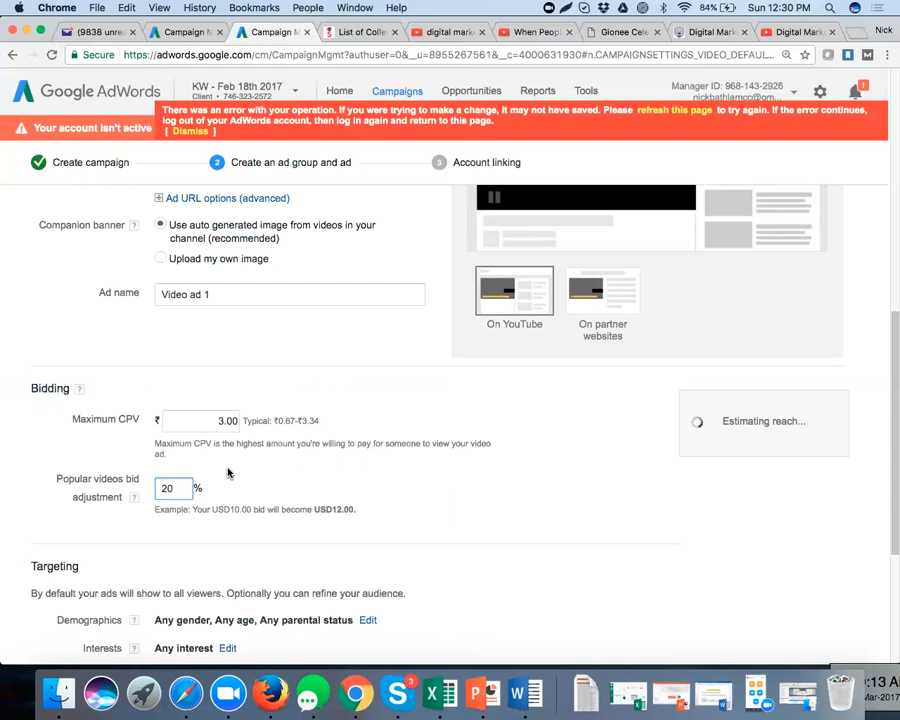 Chrome File Edit View History Bookmarks People Window Help 84% Sun 12:30 PM
(9838 unrea Campaign M Campaign M List of Colle digital marke When Peopl Gionee Cele Digital Mark Digital Mark Nick
Secure https://adwords.google.com/cm/CampaignMgmt?authuser=0&__u=8955267561&__c=4000631930#n.CAMPAIGNSETTINGS_VIDEO_DEFAUL...
Google AdWords KW - Feb 18th 2017 Home Campaigns Opportunities Reports Tools Manager ID: 968-143-2926
Client • 746-323-2572 nickbathlamcc@gm...
There was an error with your operation. If you were trying to make a change, it may not have saved. Please refresh this page to try again. If the error continues,
log out of your AdWords account, then log in again and return to this page.
[ Dismiss ]
Your account isn't active
Create campaign 2 Create an ad group and ad 3 Account linking
Ad URL options (advanced)
Companion banner ? Use auto generated image from videos in your
channel (recommended)
Upload my own image
Ad name Video ad 1
On YouTube On partner
websites
Bidding ?
Maximum CPV ₹ 3.00 Typical: ₹0.67-₹3.34
Estimating reach...
Maximum CPV is the highest amount you're willing to pay for someone to view your video
ad.
Popular videos bid
adjustment ? 20 %
Example: Your USD10.00 bid will become USD12.00.
Targeting
By default your ads will show to all viewers. Optionally you can refine your audience.
Demographics ? Any gender, Any age, Any parental status Edit
Interests ? Any interest Edit
3